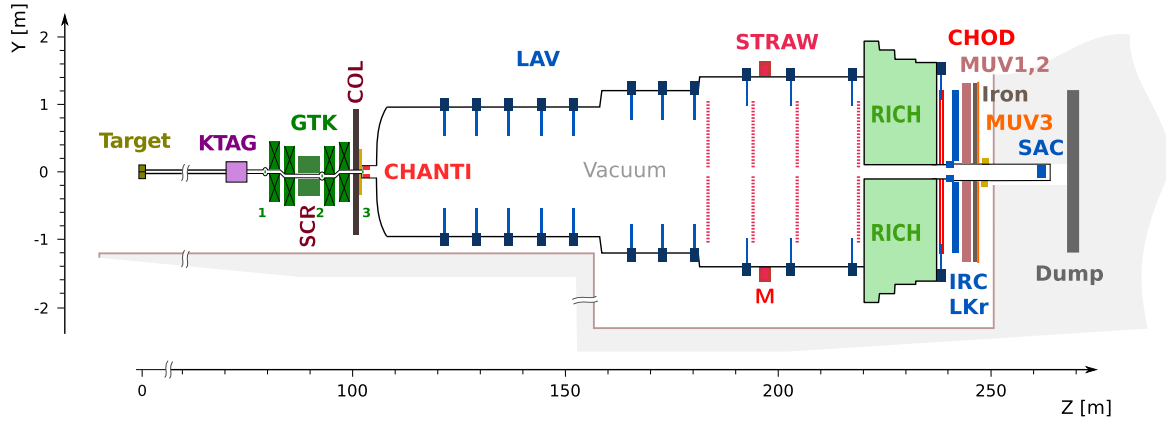 Y [m]
2
1
0
-1
-2
Target
KTAG
GTK
COL
SCR
1
2
3
CHANTI
LAV
Vacuum
STRAW
M
RICH
RICH
CHOD
MUV1,2
Iron
MUV3
SAC
IRC
LKr
Dump
0
100
150
200
250
Z [m]